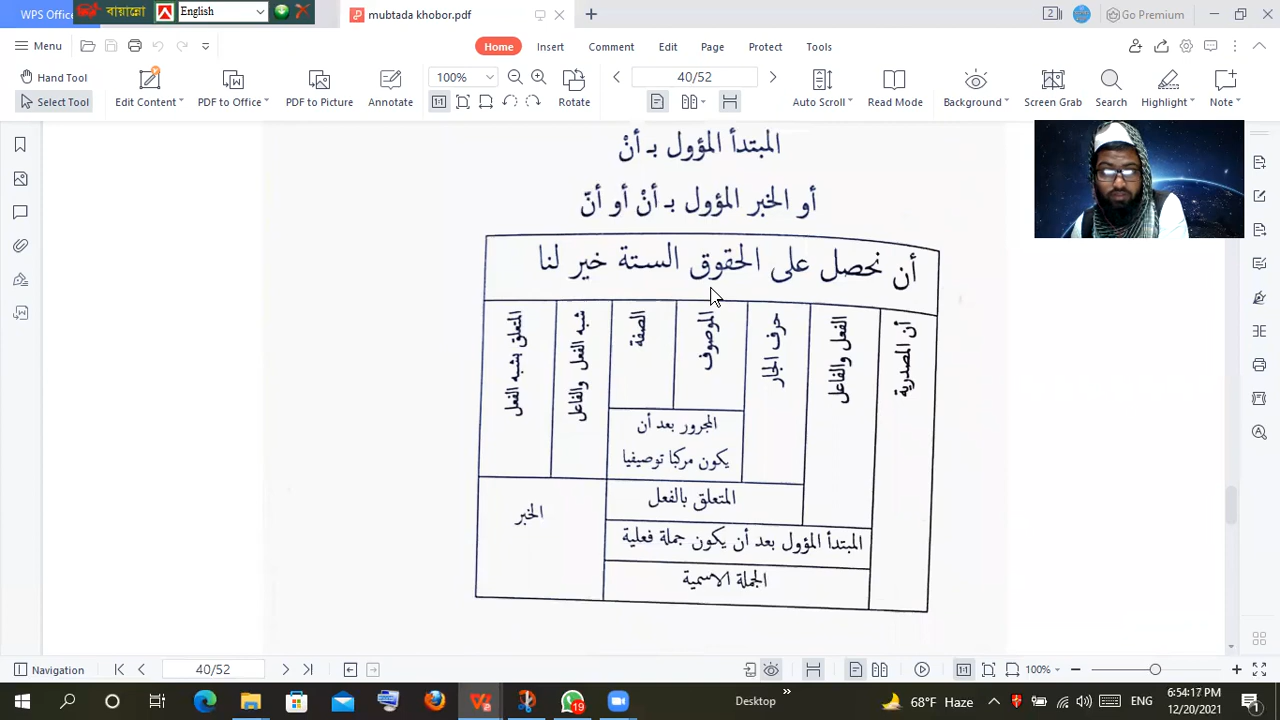 WPS Office
বায়ান্নো
English
mubtada khobor.pdf
Go Premium
Menu
Home Insert Comment Edit Page Protect Tools
Hand Tool
Select Tool
Edit Content
PDF to Office
PDF to Picture
Annotate
100%
40/52
Rotate
Auto Scroll
Read Mode
Background
Screen Grab
Search
Highlight
Note
المبتدأ المؤول بـ أنْ
أو الخبر المؤول بـ أنْ أو أنّ
أن نحصل على الحقوق الستة خير لنا
أن المصدرية
الفعل والفاعل
حرف الجار
الموصوف
الصفة
شبه الفعل والفاعل
المتعلق بشبه الفعل
المجرور بعد أن
يكون مركبا توصيفيا
المتعلق بالفعل
الخبر
المبتدأ المؤول بعد أن يكون جملة فعلية
الجملة الاسمية
Navigation
40/52
100%
19
Desktop
68°F Haze
ENG
6:54:17 PM
12/20/2021